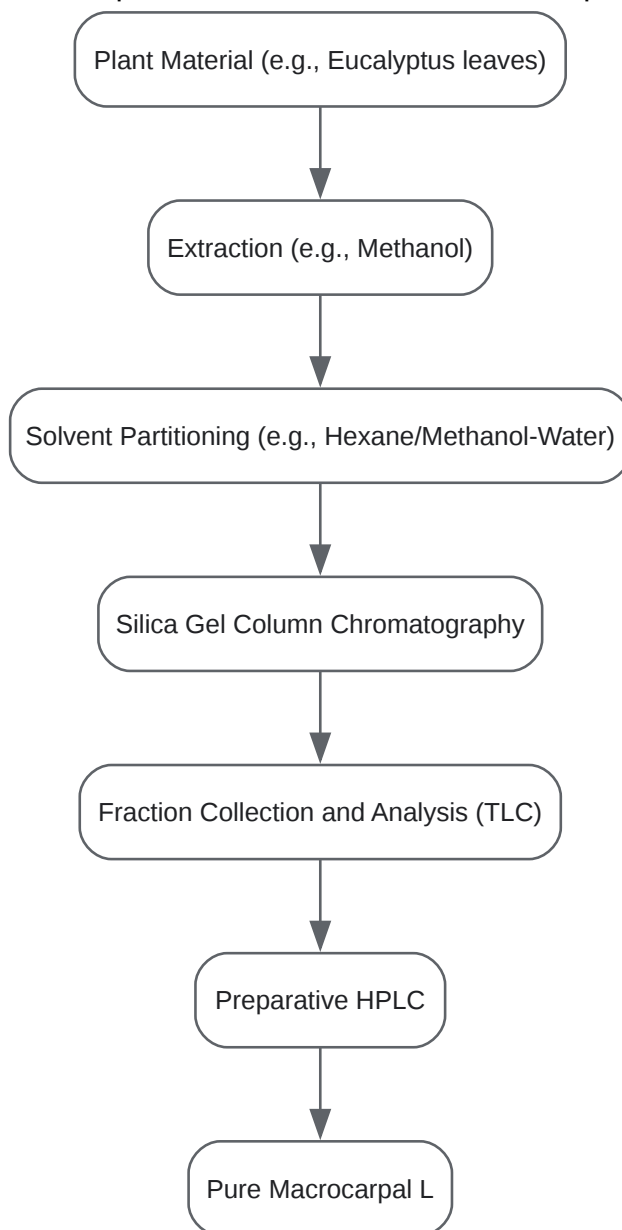 Plant Material (e.g., Eucalyptus leaves)
Extraction (e.g., Methanol)
Solvent Partitioning (e.g., Hexane/Methanol-Water)
Silica Gel Column Chromatography
Fraction Collection and Analysis (TLC)
Preparative HPLC
Pure Macrocarpal L